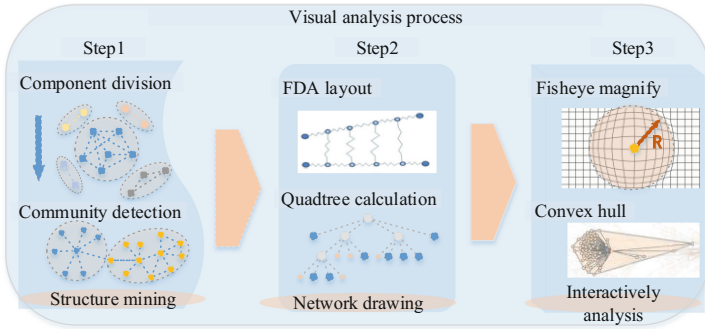 Visual analysis process
Step1
Component division
Community detection
Structure mining
Step2
FDA layout
Quadtree calculation
Network drawing
Step3
Fisheye magnify
R
Convex hull
Interactively
analysis